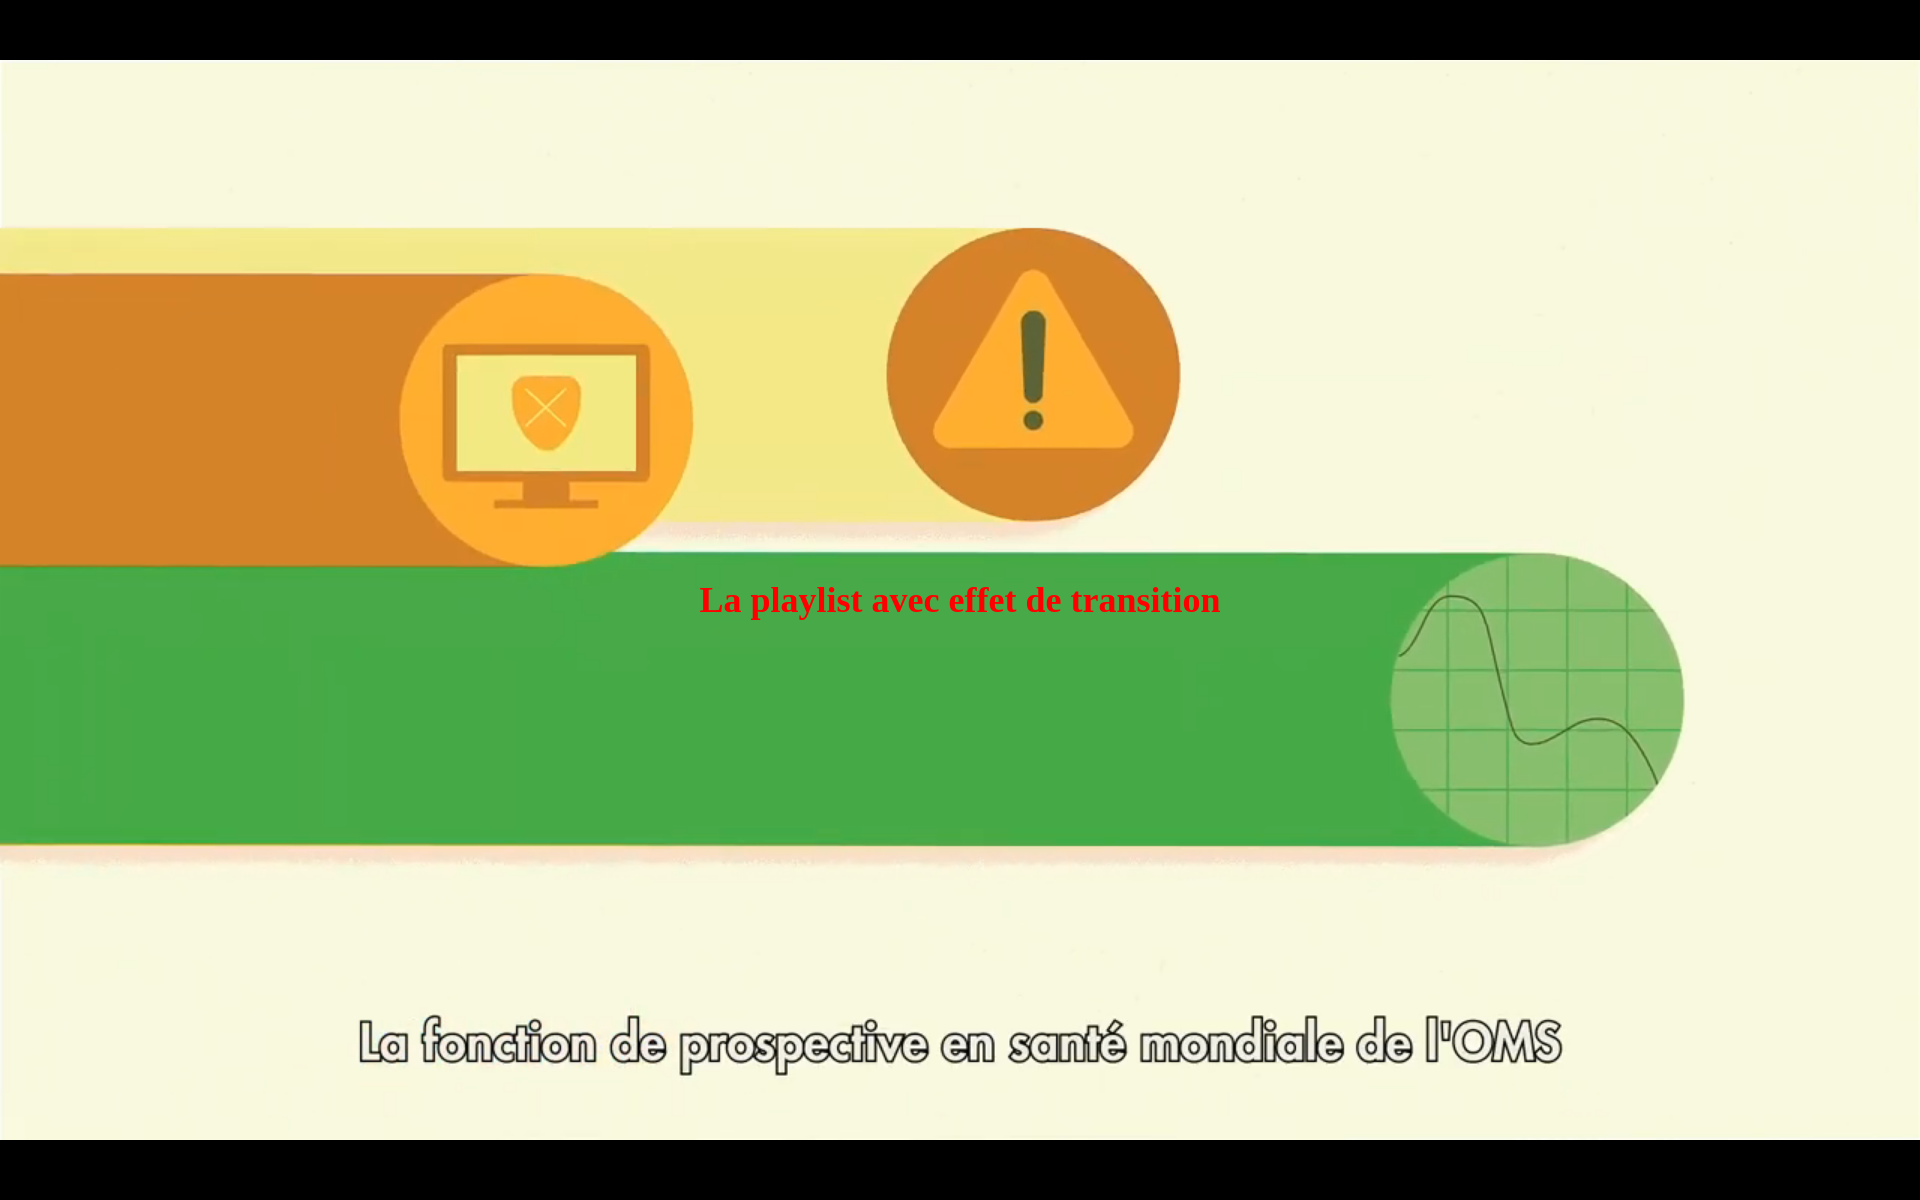 La playlist avec effet de transition
La fonction de prospective en santé mondiale de l'OMS